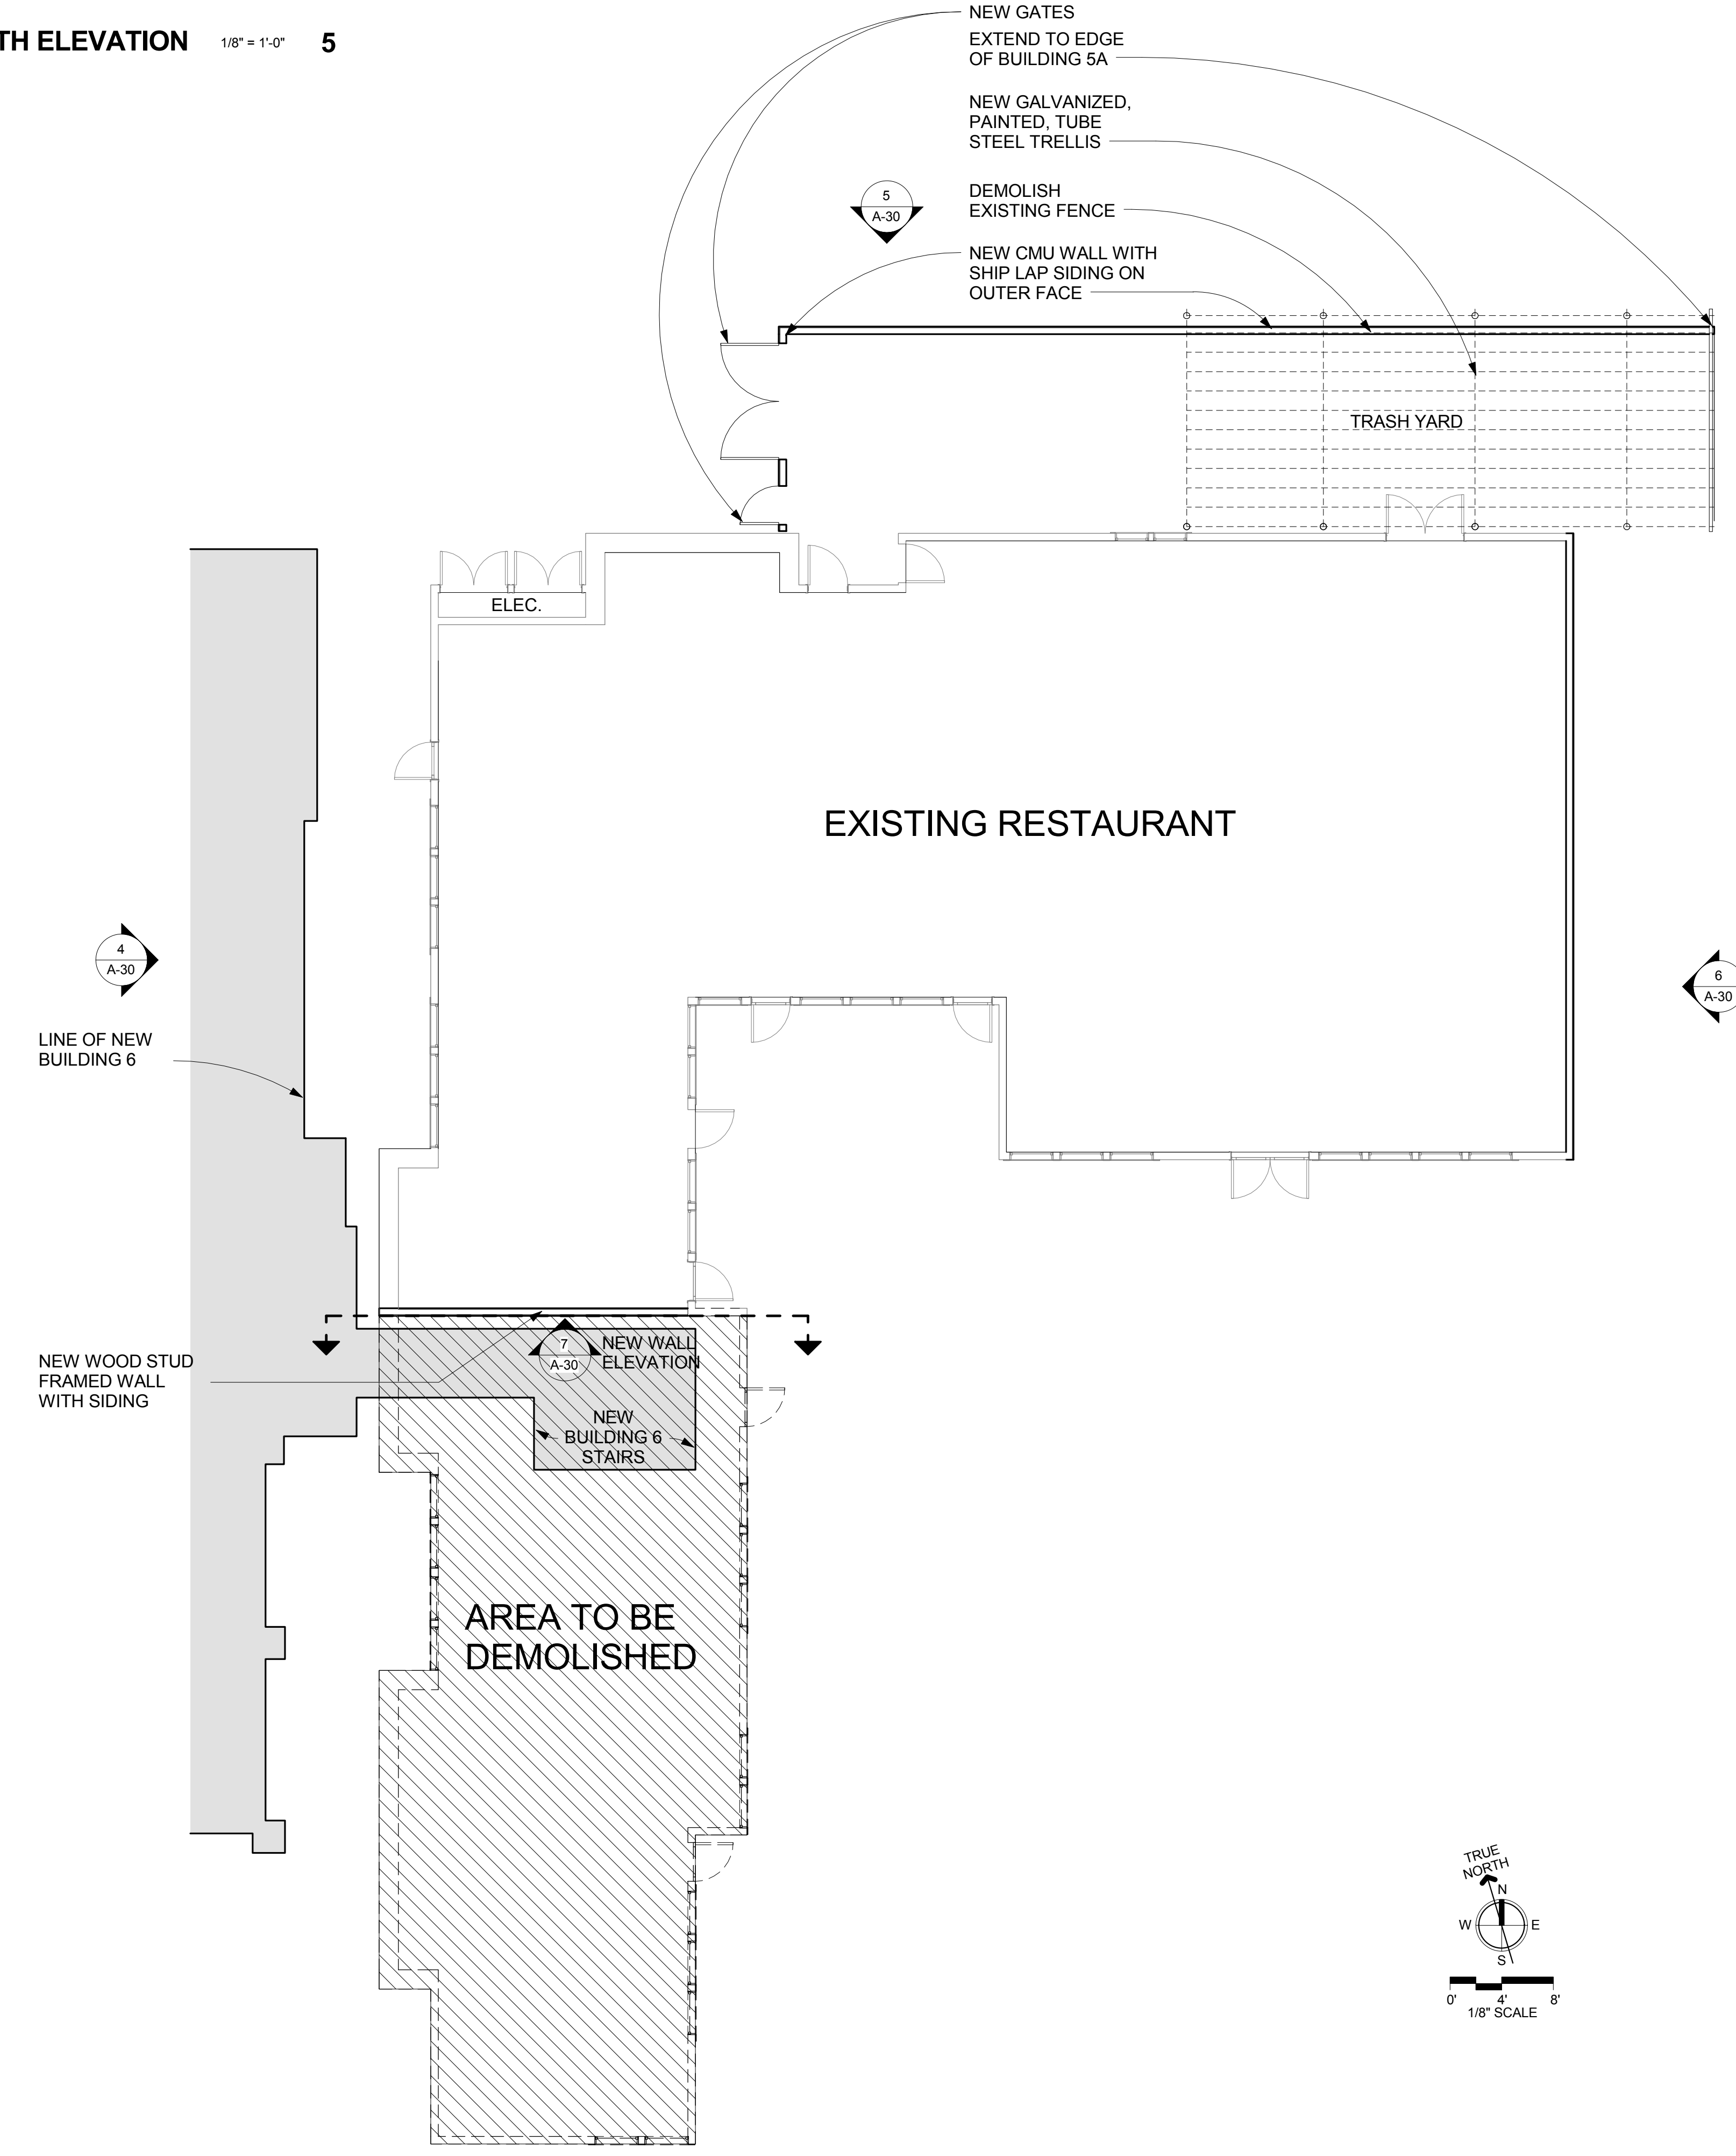 TH ELEVATION 1/8" = 1'-0" 5
NEW GATES
EXTEND TO EDGE
OF BUILDING 5A
NEW GALVANIZED,
PAINTED, TUBE
STEEL TRELLIS
5
A-30
DEMOLISH
EXISTING FENCE
NEW CMU WALL WITH
SHIP LAP SIDING ON
OUTER FACE
TRASH YARD
ELEC.
EXISTING RESTAURANT
4
A-30
6
A-30
LINE OF NEW
BUILDING 6
7
A-30
NEW WALL
ELEVATION
NEW WOOD STUD
FRAMED WALL
WITH SIDING
NEW
BUILDING 6
STAIRS
AREA TO BE
DEMOLISHED
TRUE
NORTH
N
W E
S
0' 4' 8'
1/8" SCALE